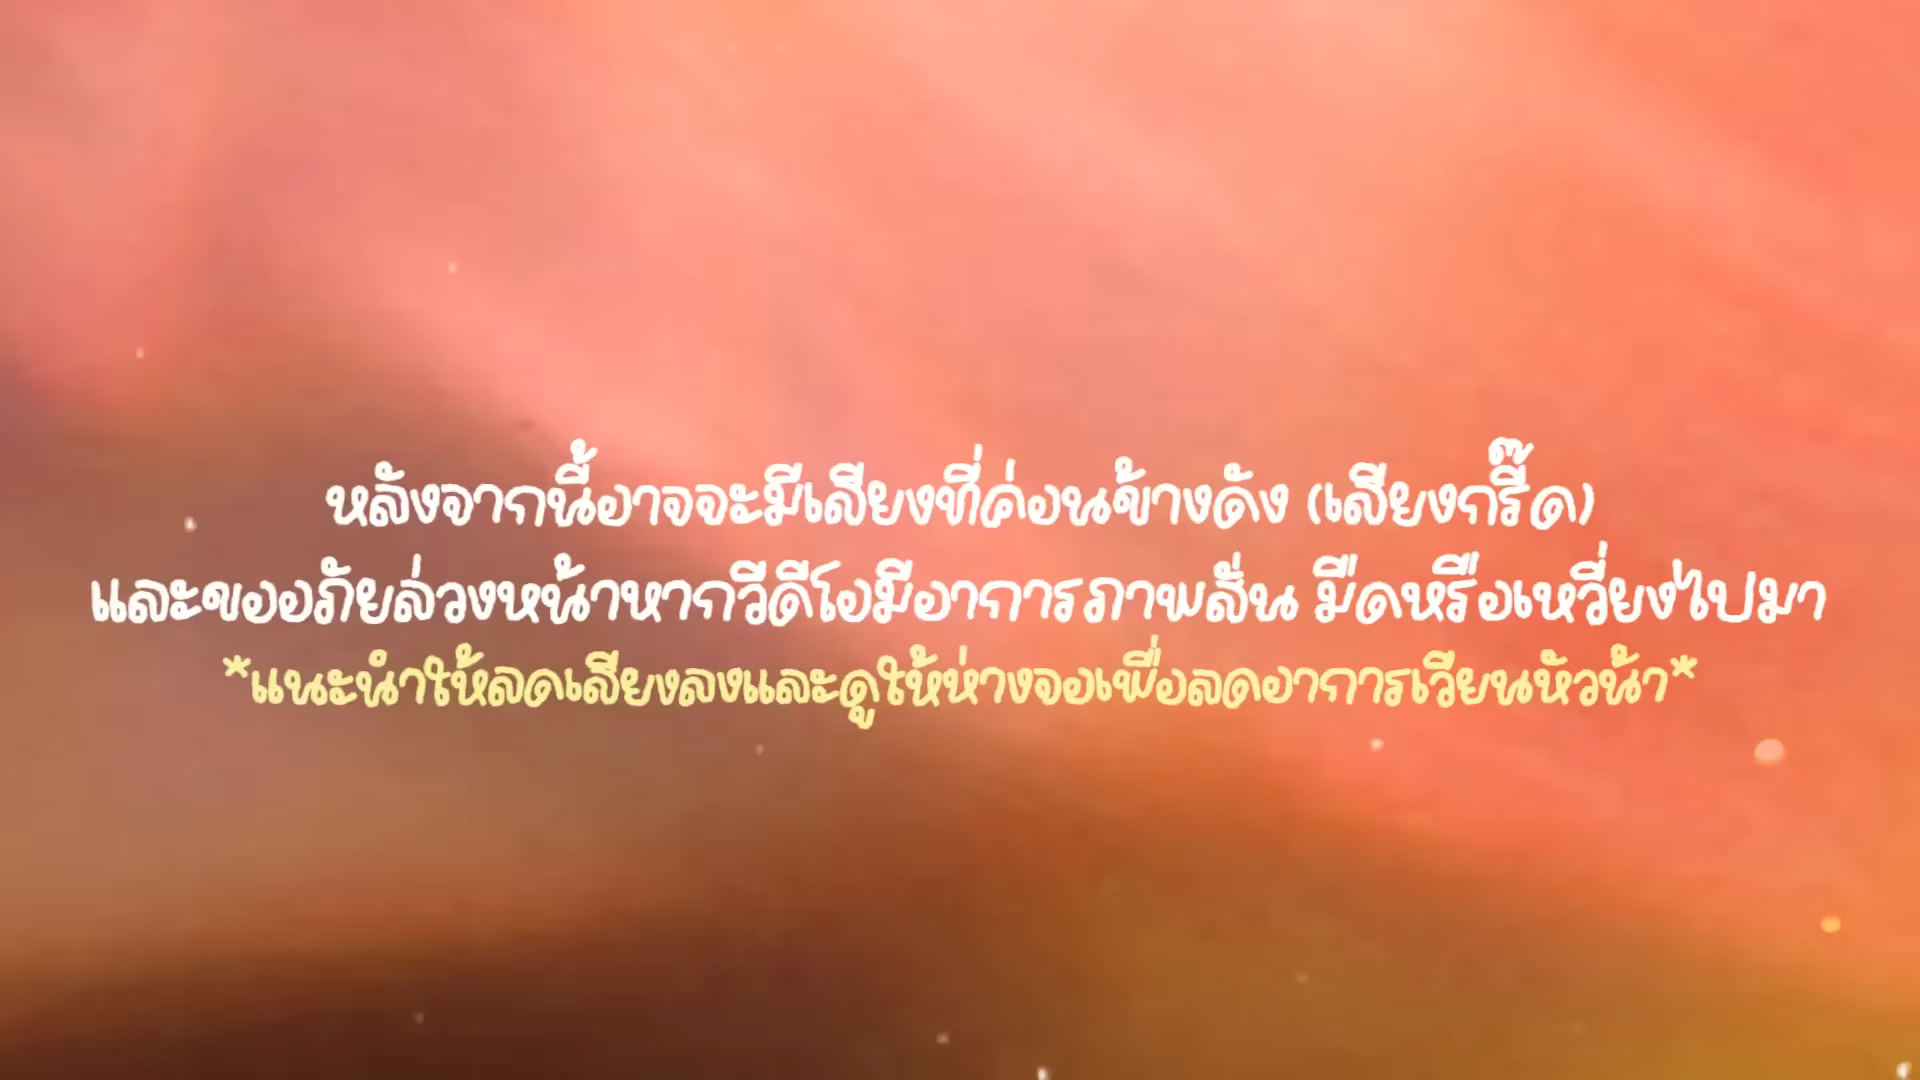 หลังจากนี้อาจจะมีเสียงที่ค่อนข้างดัง (เสียงกรี๊ด)
และขออภัยล่วงหน้าหากวีดีโอมีอาการภาพสั่น มืดหรือเหวี่ยงไปมา
*แนะนำให้ลดเสียงลงและดูให้ห่างจอเพื่อลดอาการเวียนหัวน้า*